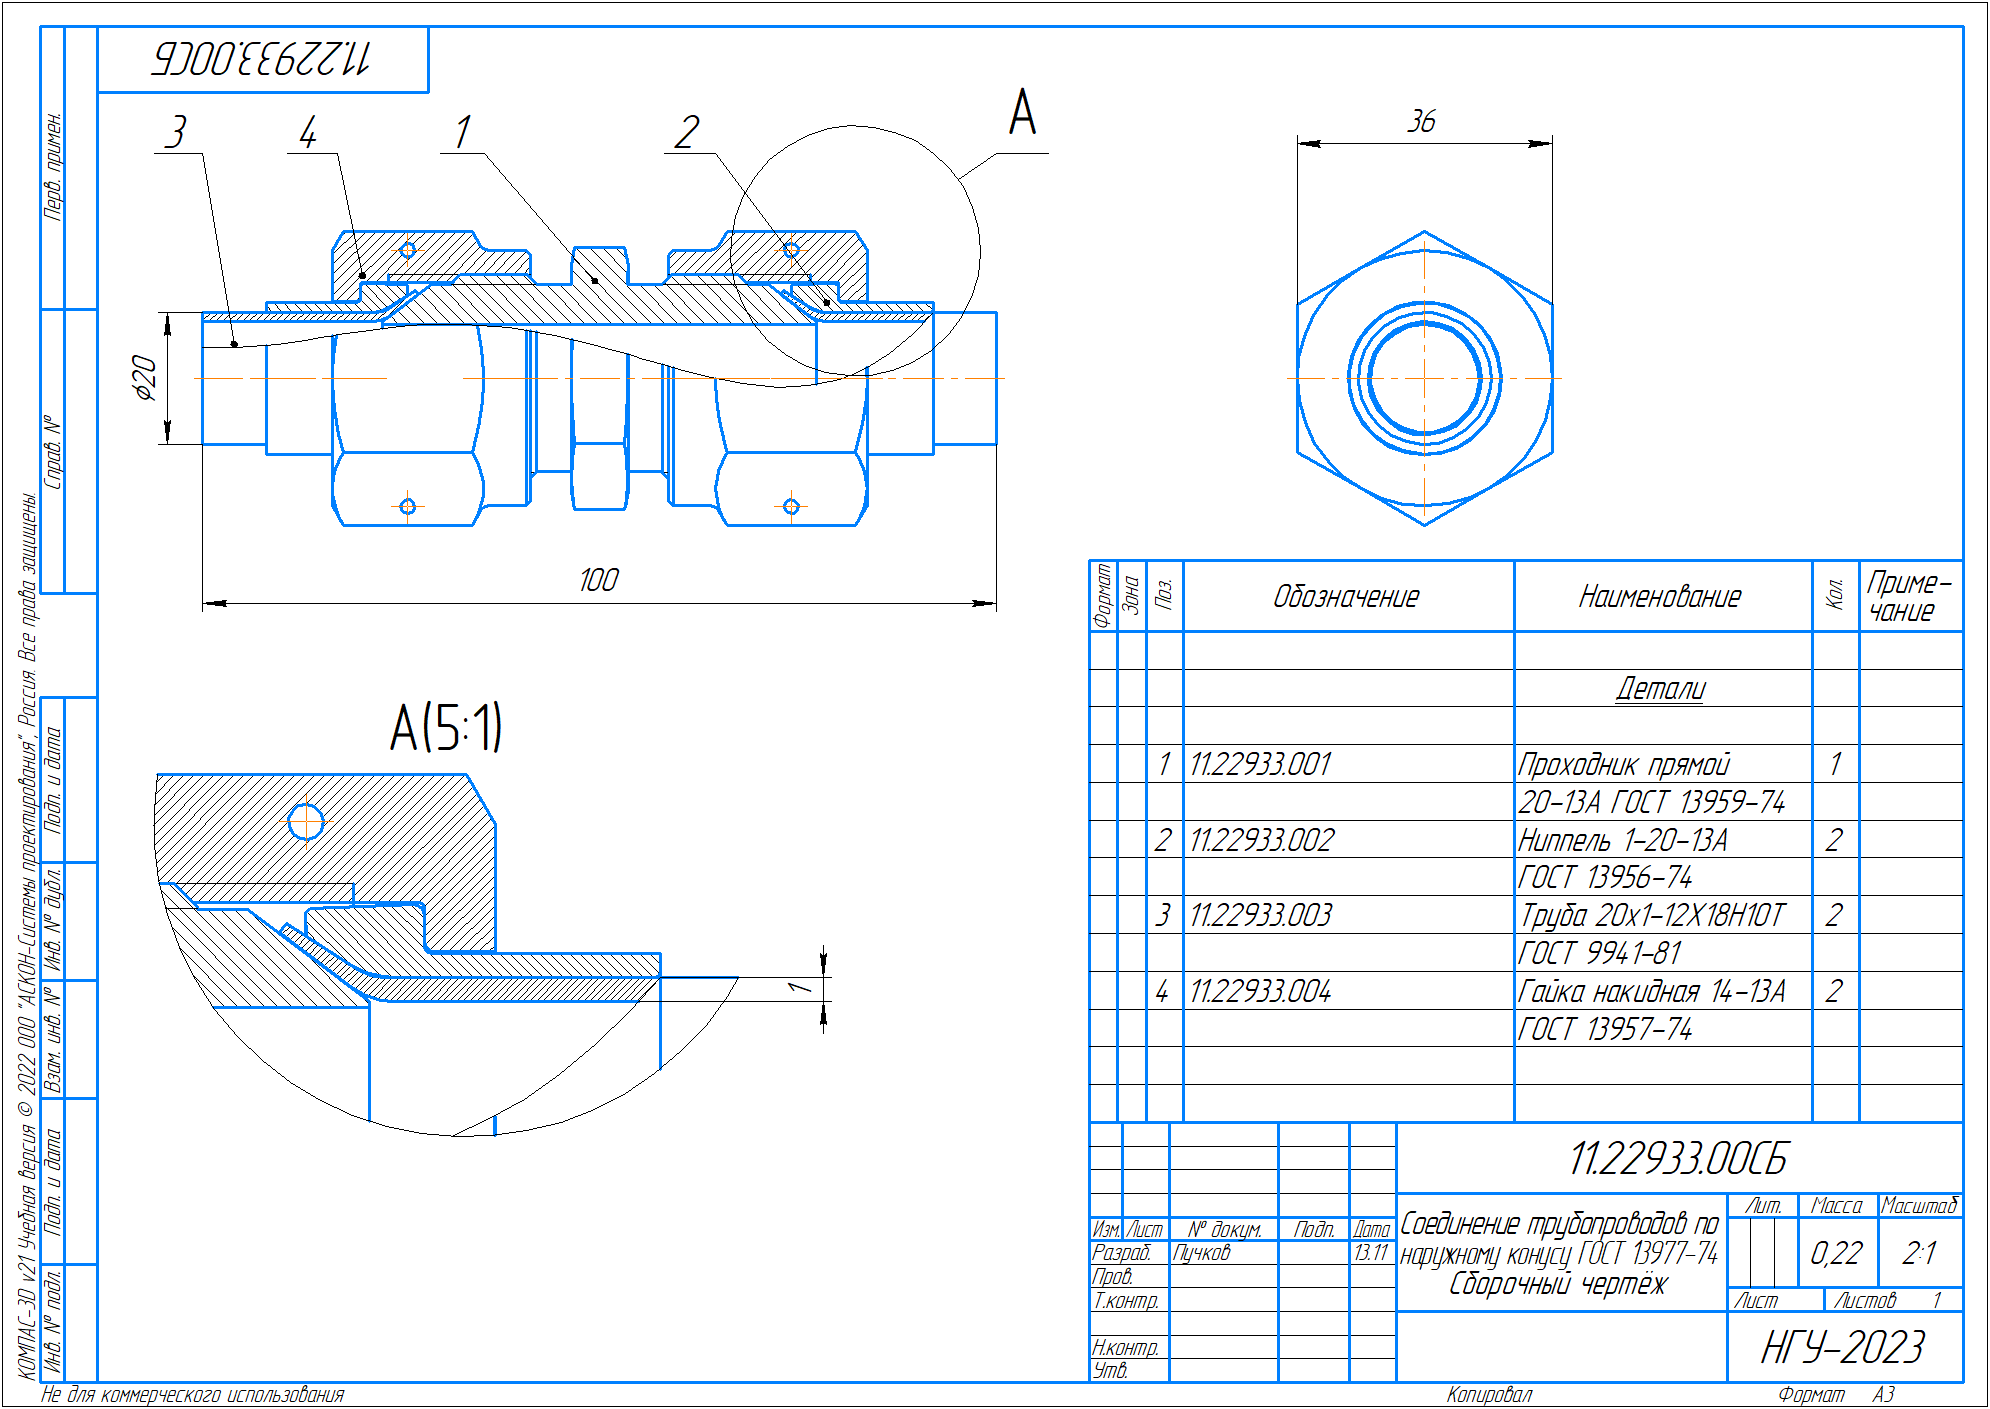 11.22933.00СБ
3
4
1
2
А
36
⌀20
100
А(5:1)
1
Перв. примен.
Справ. №
Подп. и дата
Инв. № дубл.
Взам. инв. №
Подп. и дата
Инв. № подл.
КОМПАС-3D v21 Учебная версия © 2022 ООО "АСКОН-Системы проектирования", Россия. Все права защищены.
Формат
Зона
Поз.
Обозначение
Наименование
Кол.
Приме-
чание
Детали
1 11.22933.001 Проходник прямой 1
20-13А ГОСТ 13959-74
2 11.22933.002 Ниппель 1-20-13А 2
ГОСТ 13956-74
3 11.22933.003 Труба 20х1-12Х18Н10Т 2
ГОСТ 9941-81
4 11.22933.004 Гайка накидная 14-13А 2
ГОСТ 13957-74
11.22933.00СБ
Изм. Лист № докум. Подп. Дата
Разраб. Пучков 13.11
Пров.
Т.контр.
Н.контр.
Утв.
Соединение трубопроводов по
наружному конусу ГОСТ 13977-74
Сборочный чертёж
Лит. Масса Масштаб
0,22 2:1
Лист Листов 1
НГУ-2023
Не для коммерческого использования
Копировал
Формат А3